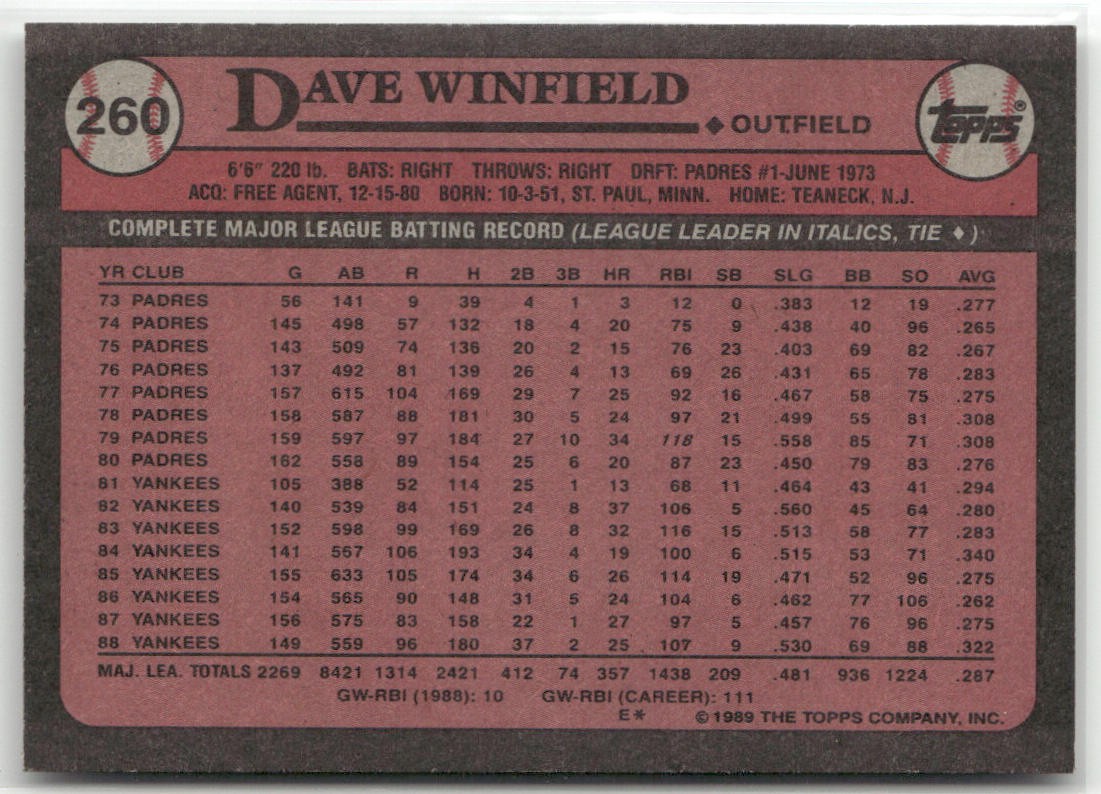 260 DAVE WINFIELD topps®
◆ OUTFIELD
6'6" 220 lb. BATS: RIGHT THROWS: RIGHT DRFT: PADRES #1-JUNE 1973
ACQ: FREE AGENT, 12-15-80 BORN: 10-3-51, ST. PAUL, MINN. HOME: TEANECK, N.J.
COMPLETE MAJOR LEAGUE BATTING RECORD (LEAGUE LEADER IN ITALICS, TIE ♦)
YR CLUB G AB R H 2B 3B HR RBI SB SLG BB SO AVG
73 PADRES 56 141 9 39 4 1 3 12 0 .383 12 19 .277
74 PADRES 145 498 57 132 18 4 20 75 9 .438 40 96 .265
75 PADRES 143 509 74 136 20 2 15 76 23 .403 69 82 .267
76 PADRES 137 492 81 139 26 4 13 69 26 .431 65 78 .283
77 PADRES 157 615 104 169 29 7 25 92 16 .467 58 75 .275
78 PADRES 158 587 88 181 30 5 24 97 21 .499 55 81 .308
79 PADRES 159 597 97 184 27 10 34 118 15 .558 85 71 .308
80 PADRES 162 558 89 154 25 6 20 87 23 .450 79 83 .276
81 YANKEES 105 388 52 114 25 1 13 68 11 .464 43 41 .294
82 YANKEES 140 539 84 151 24 8 37 106 5 .560 45 64 .280
83 YANKEES 152 598 99 169 26 8 32 116 15 .513 58 77 .283
84 YANKEES 141 567 106 193 34 4 19 100 6 .515 53 71 .340
85 YANKEES 155 633 105 174 34 6 26 114 19 .471 52 96 .275
86 YANKEES 154 565 90 148 31 5 24 104 6 .462 77 106 .262
87 YANKEES 156 575 83 158 22 1 27 97 5 .457 76 96 .275
88 YANKEES 149 559 96 180 37 2 25 107 9 .530 69 88 .322
MAJ. LEA. TOTALS 2269 8421 1314 2421 412 74 357 1438 209 .481 936 1224 .287
GW-RBI (1988): 10 GW-RBI (CAREER): 111
E* ©1989 THE TOPPS COMPANY, INC.